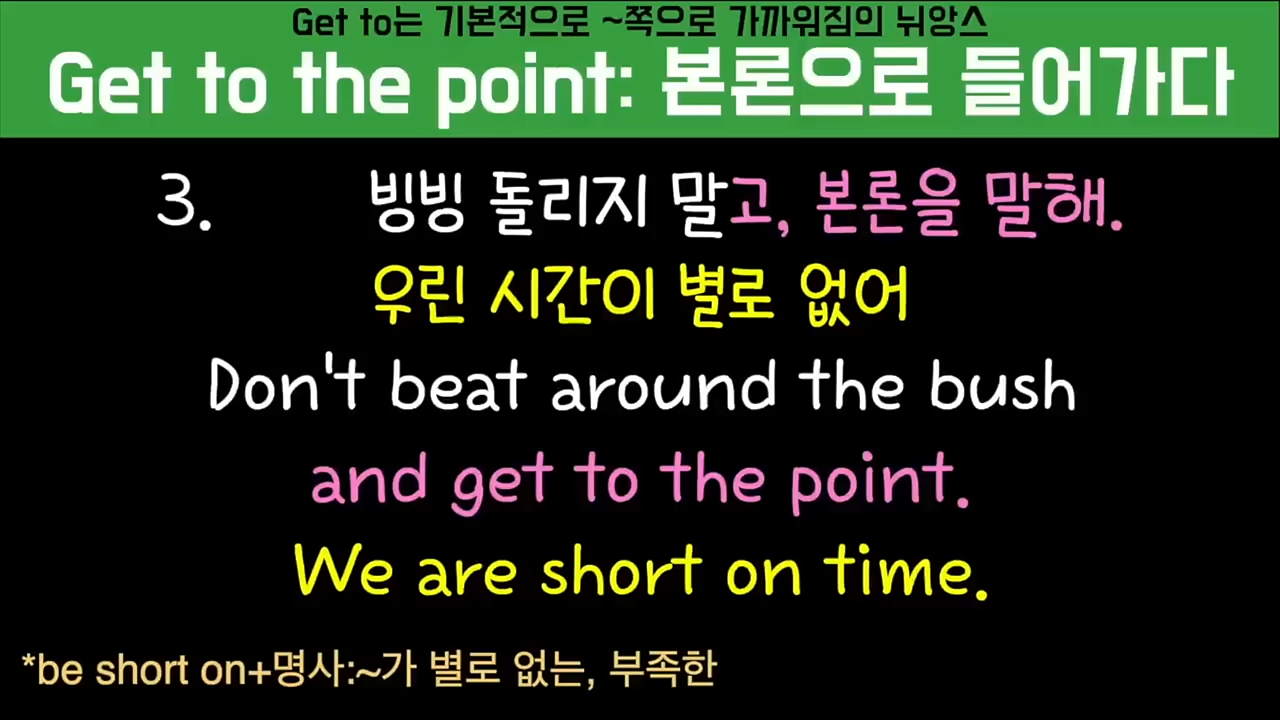 Get to는 기본적으로 ~쪽으로 가까워짐의 뉘앙스
Get to the point: 본론으로 들어가다
3. 빙빙 돌리지 말고, 본론을 말해.
우린 시간이 별로 없어
Don't beat around the bush
and get to the point.
We are short on time.
*be short on+명사:~가 별로 없는, 부족한